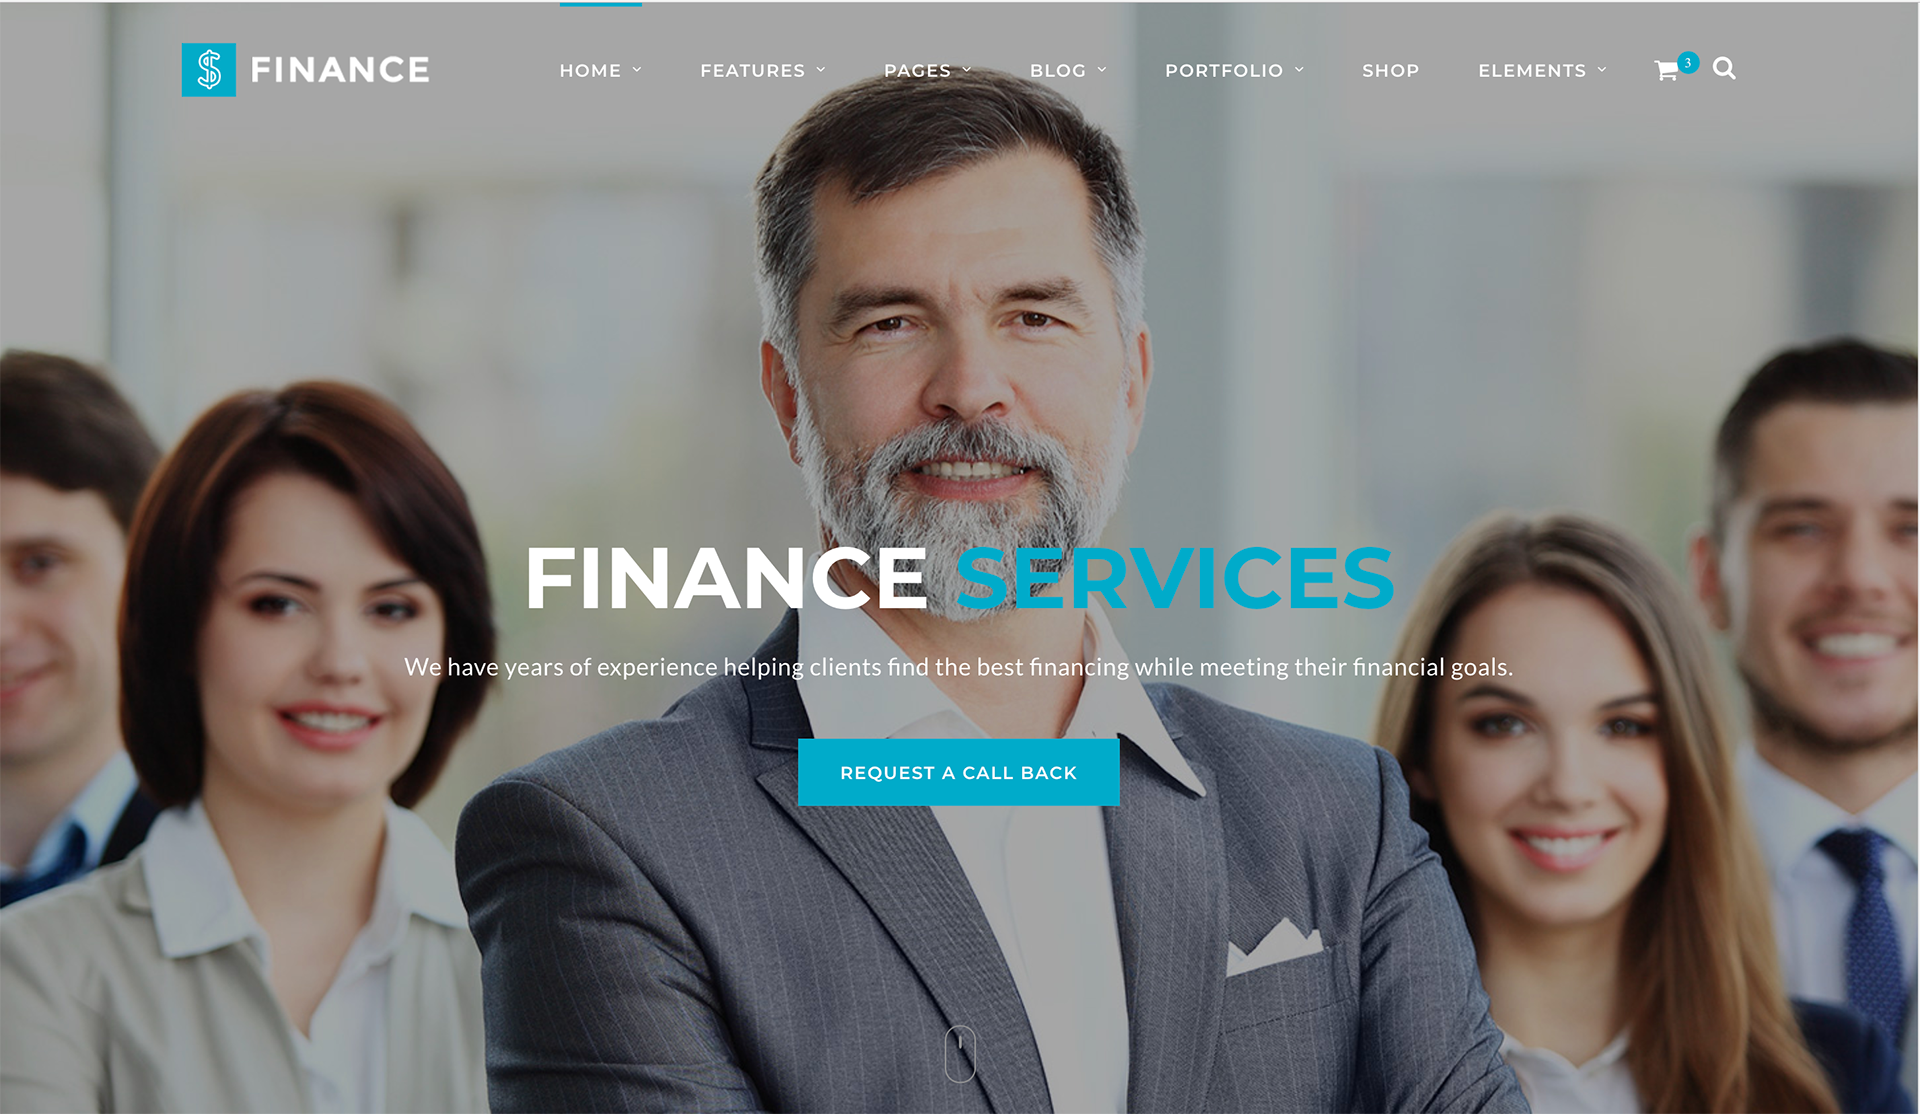 $ FINANCE
HOME FEATURES PAGES BLOG PORTFOLIO SHOP ELEMENTS 3
FINANCE SERVICES
We have years of experience helping clients find the best financing while meeting their financial goals.
REQUEST A CALL BACK